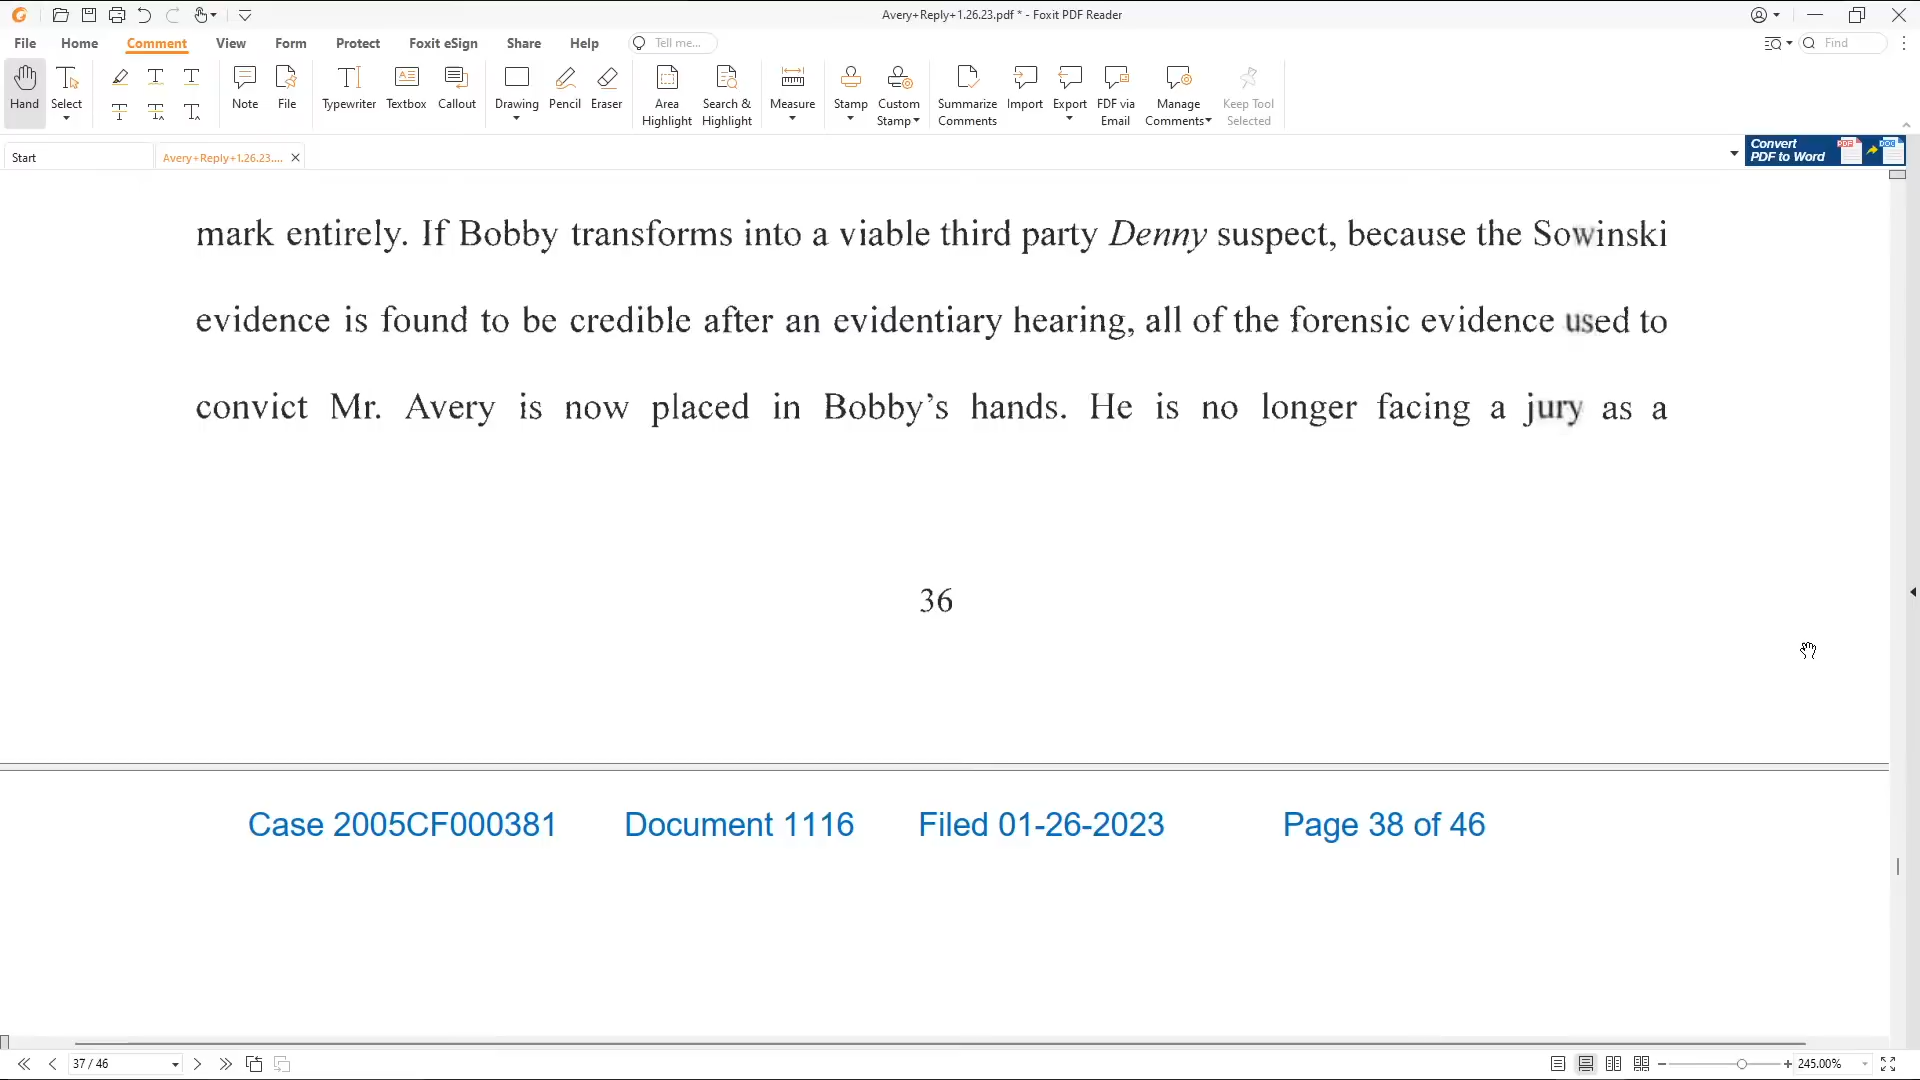 Avery+Reply+1.26.23.pdf * - Foxit PDF Reader
File Home Comment View Form Protect Foxit eSign Share Help Tell me... Find
Hand Select Note File Typewriter Textbox Callout Drawing Pencil Eraser Area Highlight Search & Highlight Measure Stamp Custom Stamp Summarize Comments Import Export FDF via Email Manage Comments Keep Tool Selected
Start Avery+Reply+1.26.23.... Convert PDF to Word PDF DOC
mark entirely. If Bobby transforms into a viable third party Denny suspect, because the Sowinski
evidence is found to be credible after an evidentiary hearing, all of the forensic evidence used to
convict Mr. Avery is now placed in Bobby's hands. He is no longer facing a jury as a
36
Case 2005CF000381 Document 1116 Filed 01-26-2023 Page 38 of 46
37 / 46 245.00%